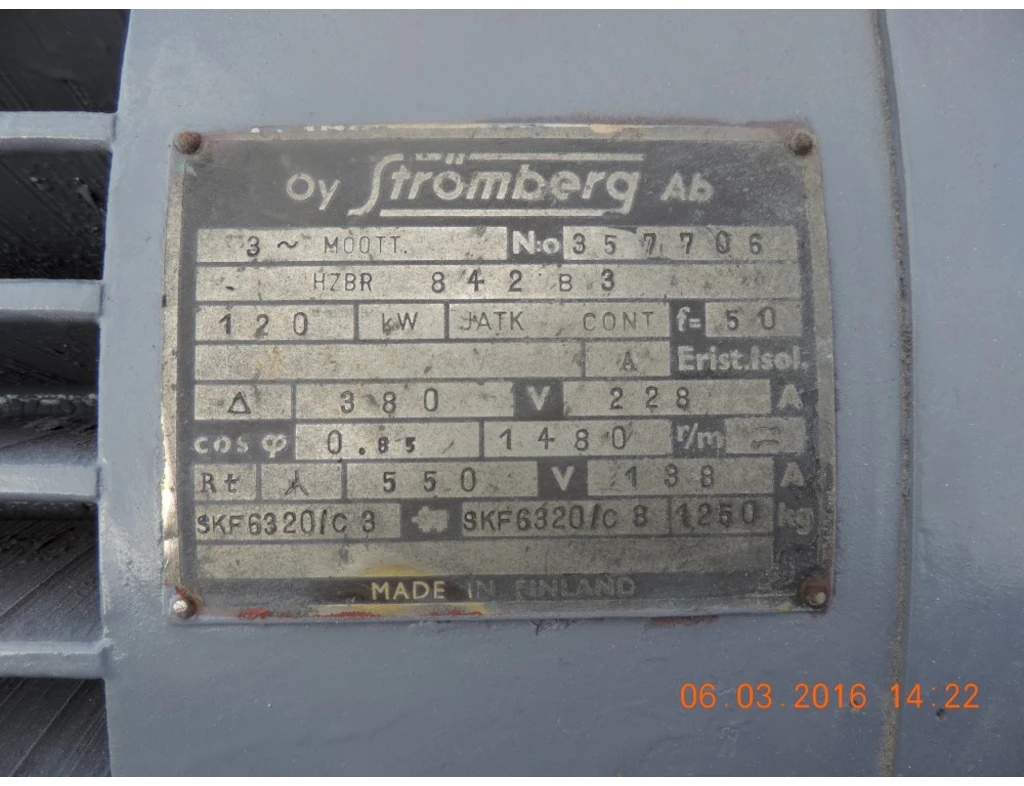 Oy Strömberg Ab
3~ MOOTT. N:o 357706
HZBR 842 B 3
120 kW JATK CONT f= 50
A Erist.Isol.
Δ 380 V 228 A
cos φ 0.85 1480 r/m
Rt 人 550 V 138 A
SKF6320/C3 SKF6320/C3 1250 kg
MADE IN FINLAND
06.03.2016 14:22